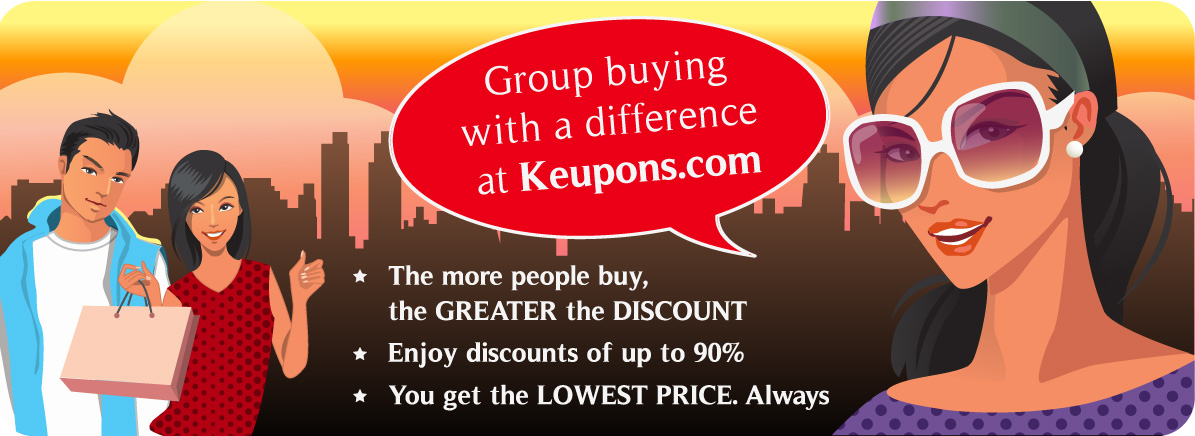 Group buying
with a difference
at Keupons.com
★ The more people buy,
the GREATER the DISCOUNT
★ Enjoy discounts of up to 90%
★ You get the LOWEST PRICE. Always